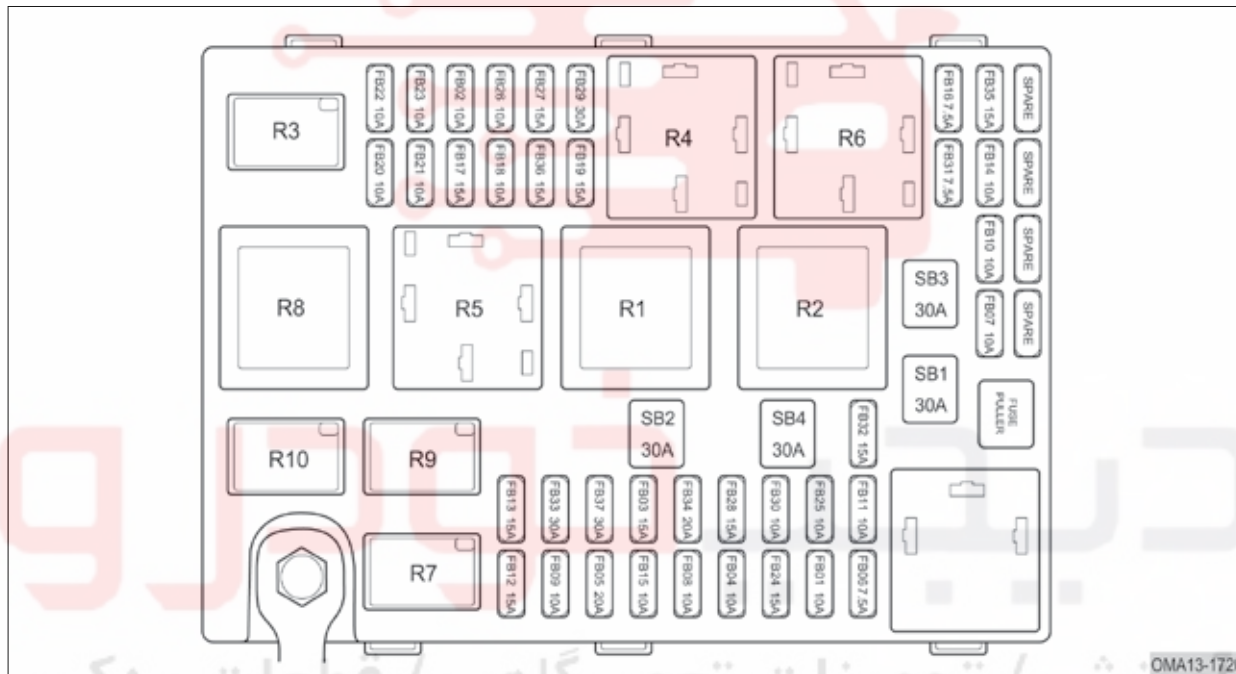 R3
FB22 10A
FB23 10A
FB02 10A
FB26 10A
FB27 15A
FB29 30A
FB20 10A
FB21 10A
FB17 15A
FB18 10A
FB36 15A
FB19 15A
R4
R6
FB16 7.5A
FB35 15A
SPARE
FB31 7.5A
FB14 10A
SPARE
FB10 10A
SPARE
FB07 10A
SPARE
R8
R5
R1
R2
SB3
30A
SB1
30A
FUSE
PULLER
SB2
30A
SB4
30A
FB32 15A
R10
R9
R7
FB13 15A
FB33 30A
FB37 30A
FB03 15A
FB34 20A
FB28 15A
FB30 10A
FB25 10A
FB11 10A
FB12 15A
FB09 10A
FB05 20A
FB15 10A
FB08 10A
FB04 10A
FB24 15A
FB01 10A
FB06 7.5A
دیجیتال خودرو